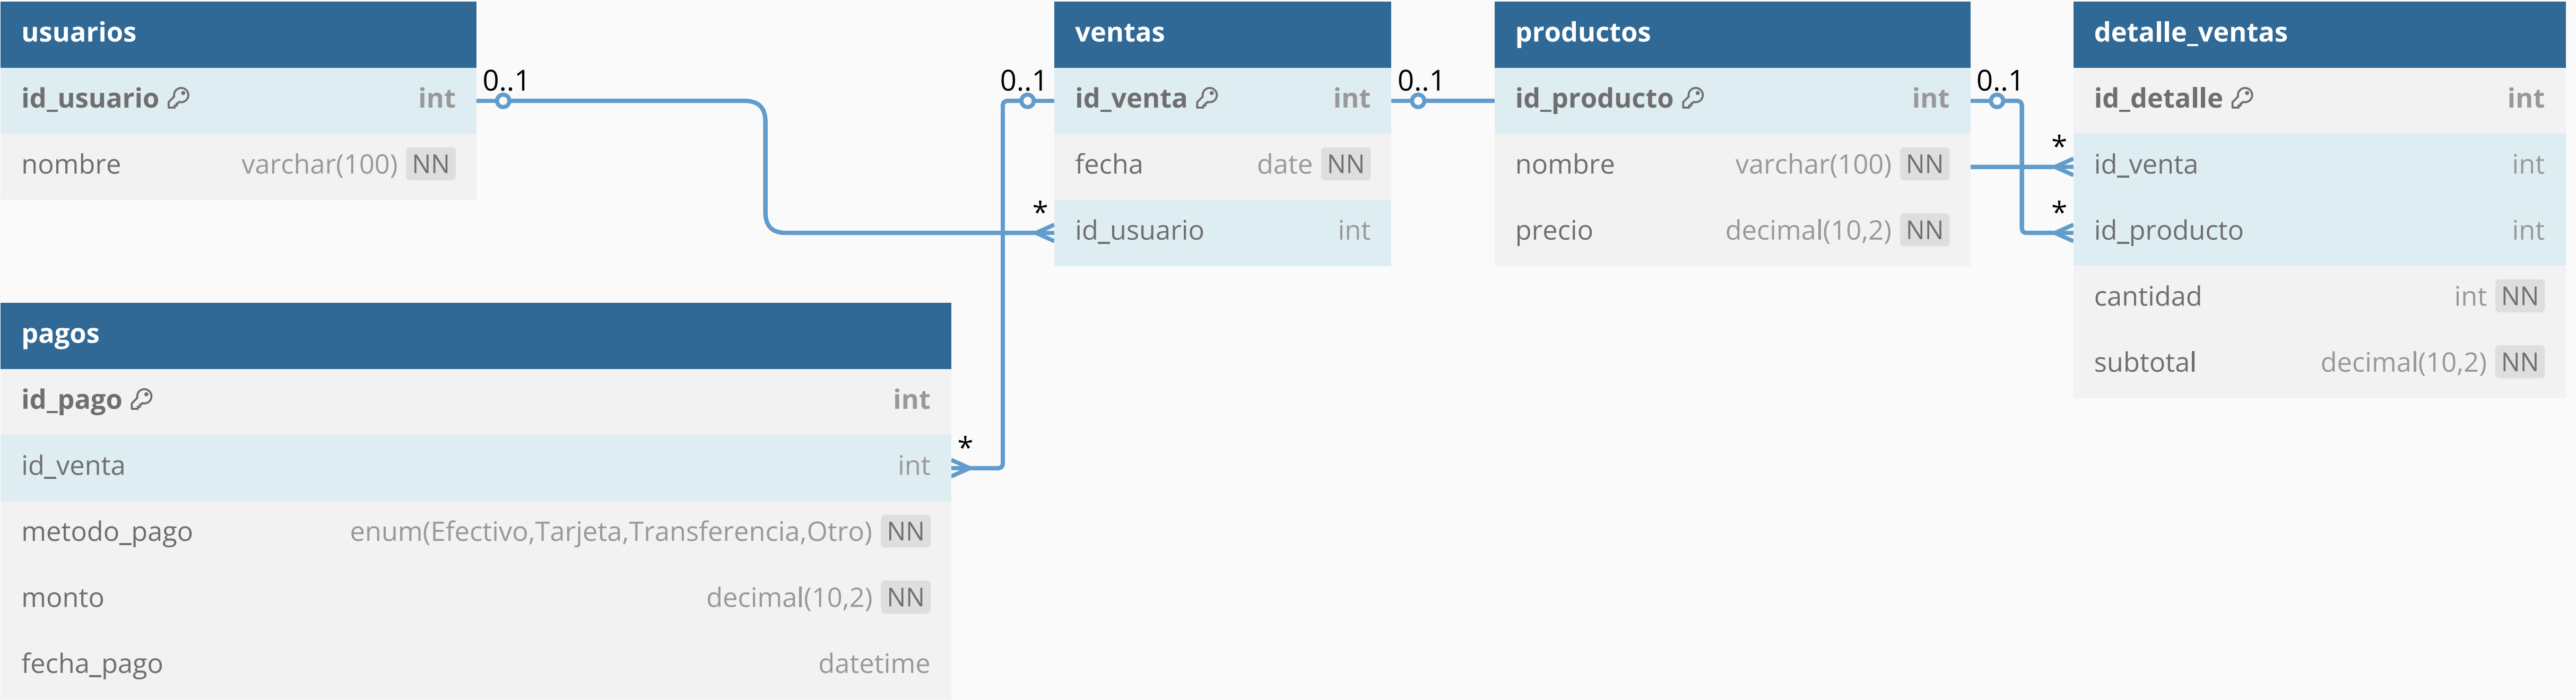 usuarios
id_usuario int
nombre varchar(100) NN
0..1
pagos
id_pago int
id_venta int
metodo_pago enum(Efectivo,Tarjeta,Transferencia,Otro) NN
monto decimal(10,2) NN
fecha_pago datetime
*
0..1
*
ventas
id_venta int
fecha date NN
id_usuario int
0..1
productos
id_producto int
nombre varchar(100) NN
precio decimal(10,2) NN
0..1
*
*
detalle_ventas
id_detalle int
id_venta int
id_producto int
cantidad int NN
subtotal decimal(10,2) NN